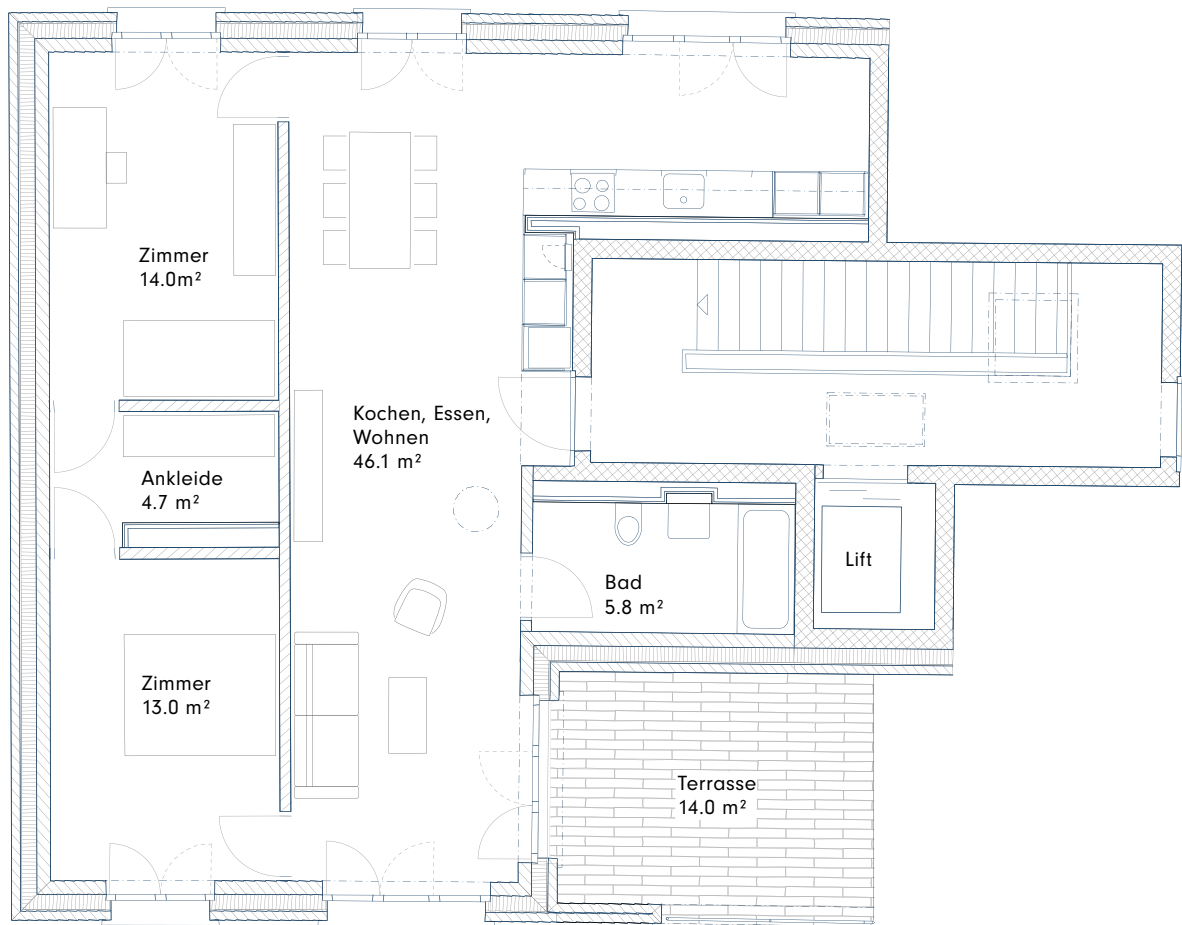 Zimmer
14.0m²
Kochen, Essen,
Wohnen
46.1 m²
Ankleide
4.7 m²
Lift
Bad
5.8 m²
Zimmer
13.0 m²
Terrasse
14.0 m²